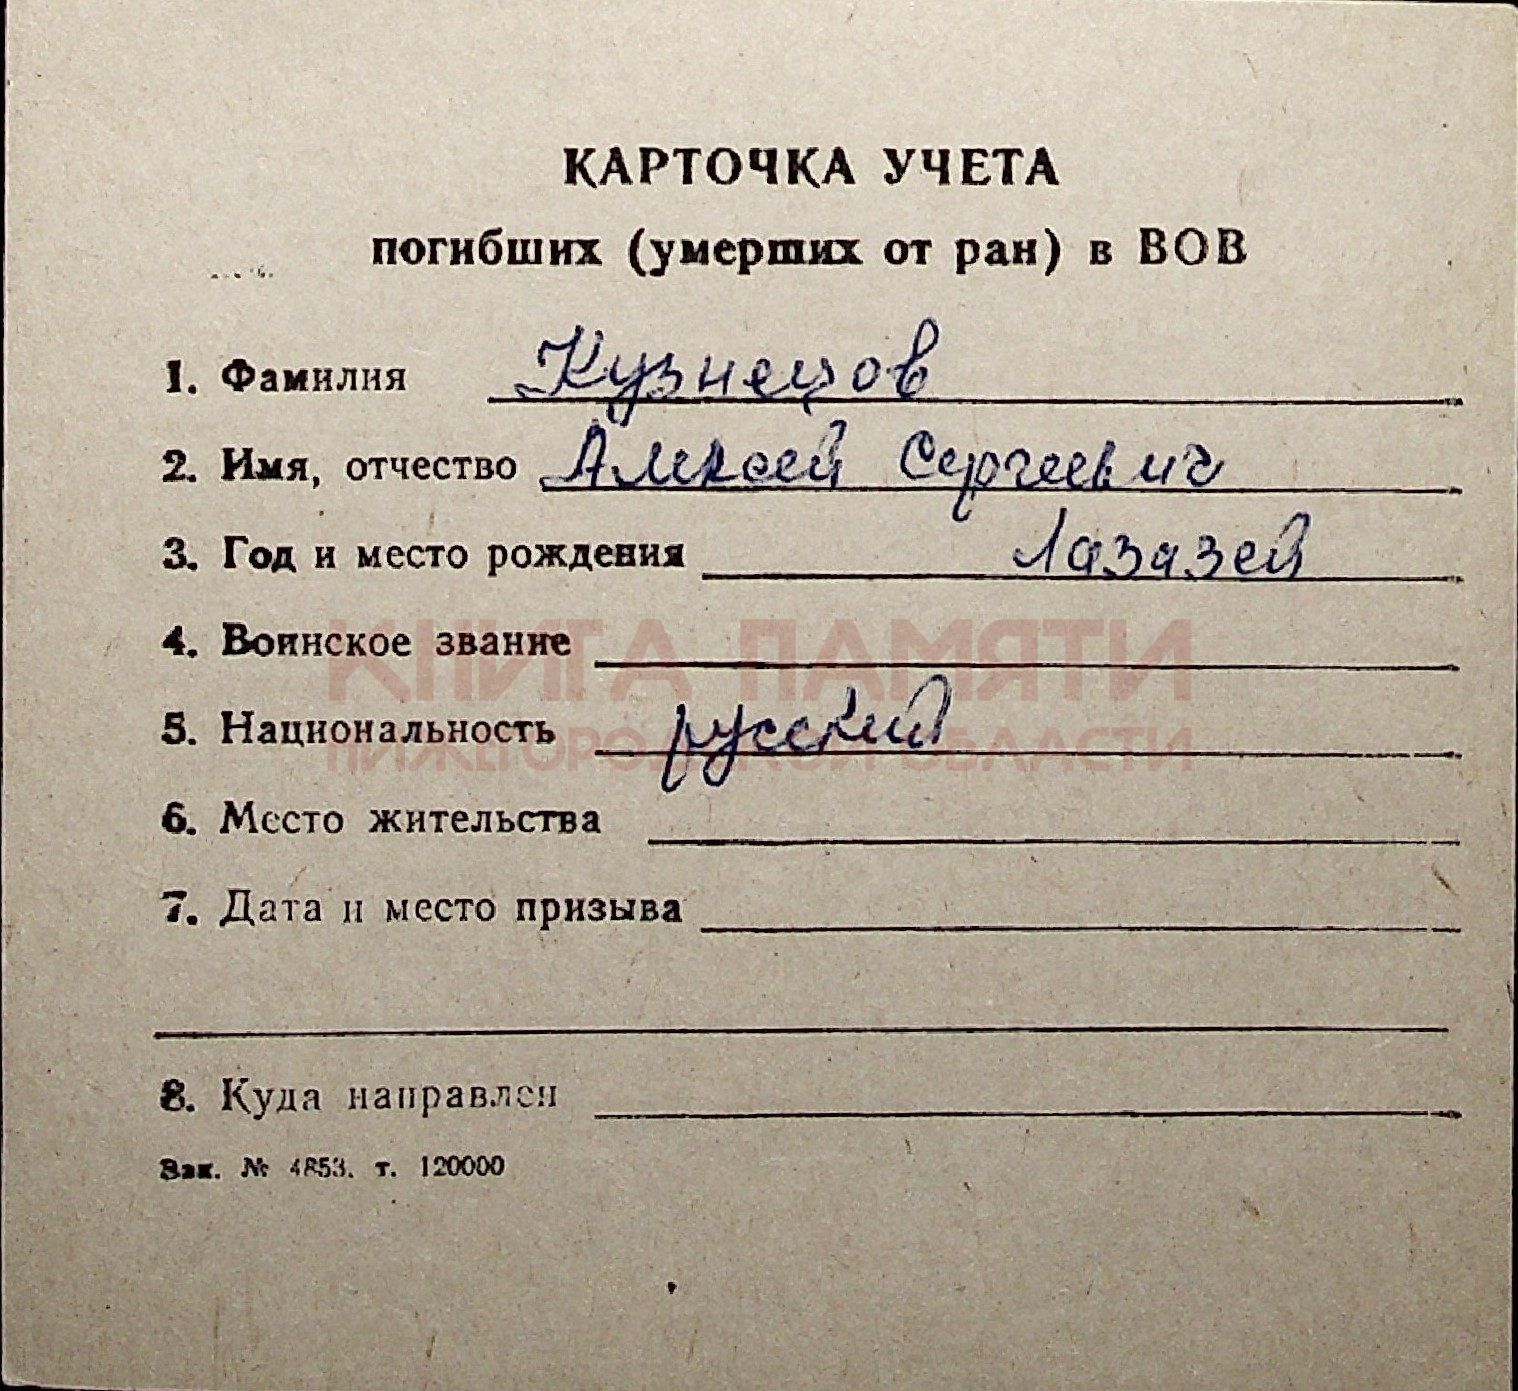 КАРТОЧКА УЧЕТА
погибших (умерших от ран) в ВОВ
1. Фамилия Кузнецов
2. Имя, отчество Алексей Сергеевич
3. Год и место рождения Лазазей
4. Воинское звание
КНИГА ПАМЯТИ
5. Национальность русский
НИЖЕГОРОДСКОЙ ОБЛАСТИ
6. Место жительства
7. Дата и место призыва
8. Куда направлен
Зак. № 4853. т. 120000